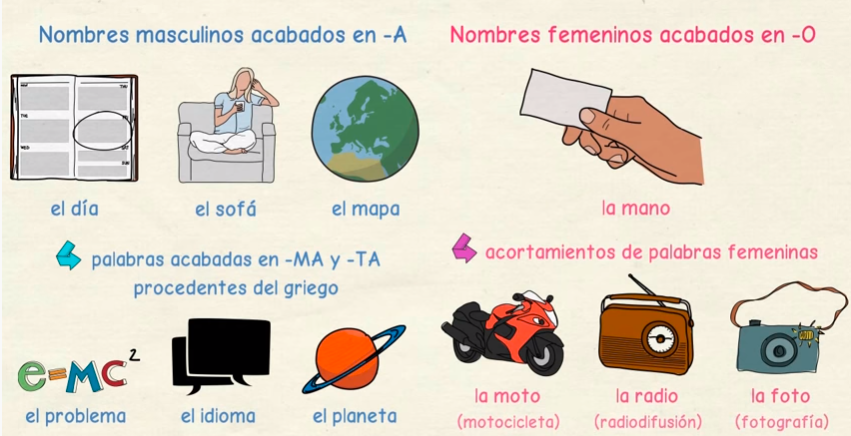 Nombres masculinos acabados en -A
el día
el sofá
el mapa
palabras acabadas en -MA y -TA
procedentes del griego
e=mc²
el problema
el idioma
el planeta
Nombres femeninos acabados en -O
la mano
acortamientos de palabras femeninas
la moto
(motocicleta)
la radio
(radiodifusión)
la foto
(fotografía)